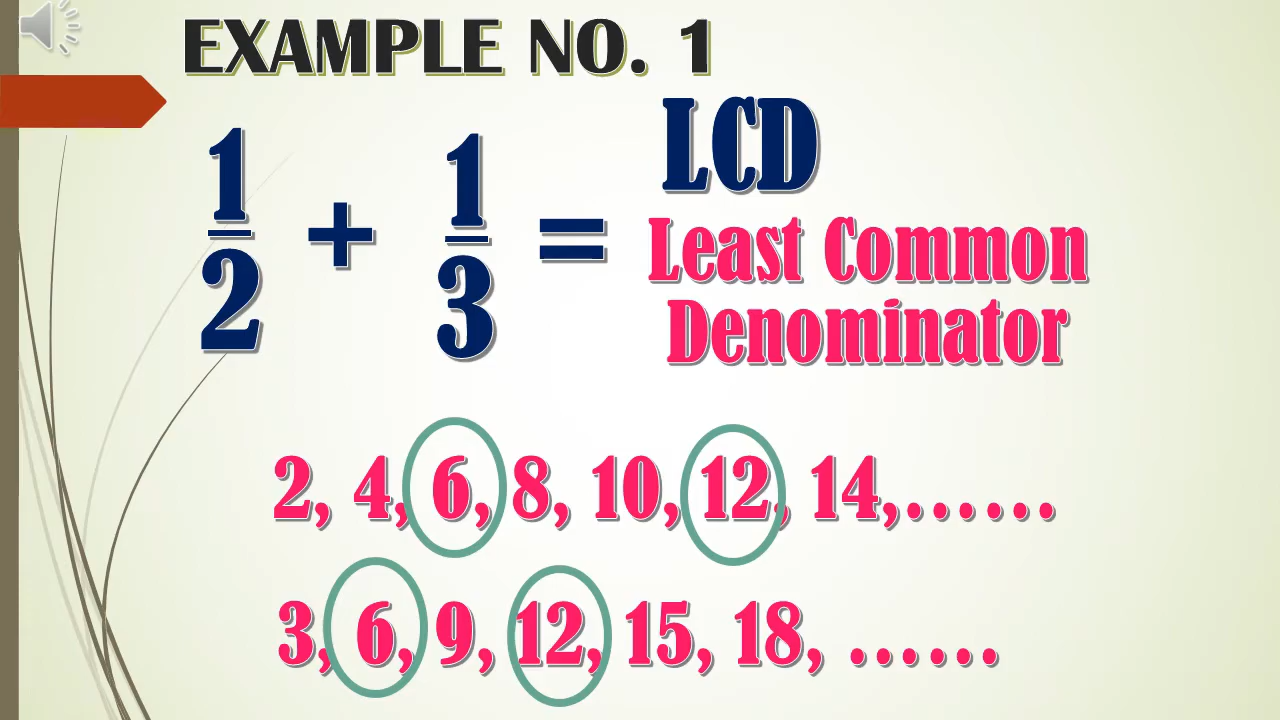 EXAMPLE NO. 1
LCD
1/2 + 1/3 =
Least Common
Denominator
2, 4, 6, 8, 10, 12, 14,......
3, 6, 9, 12, 15, 18, ......